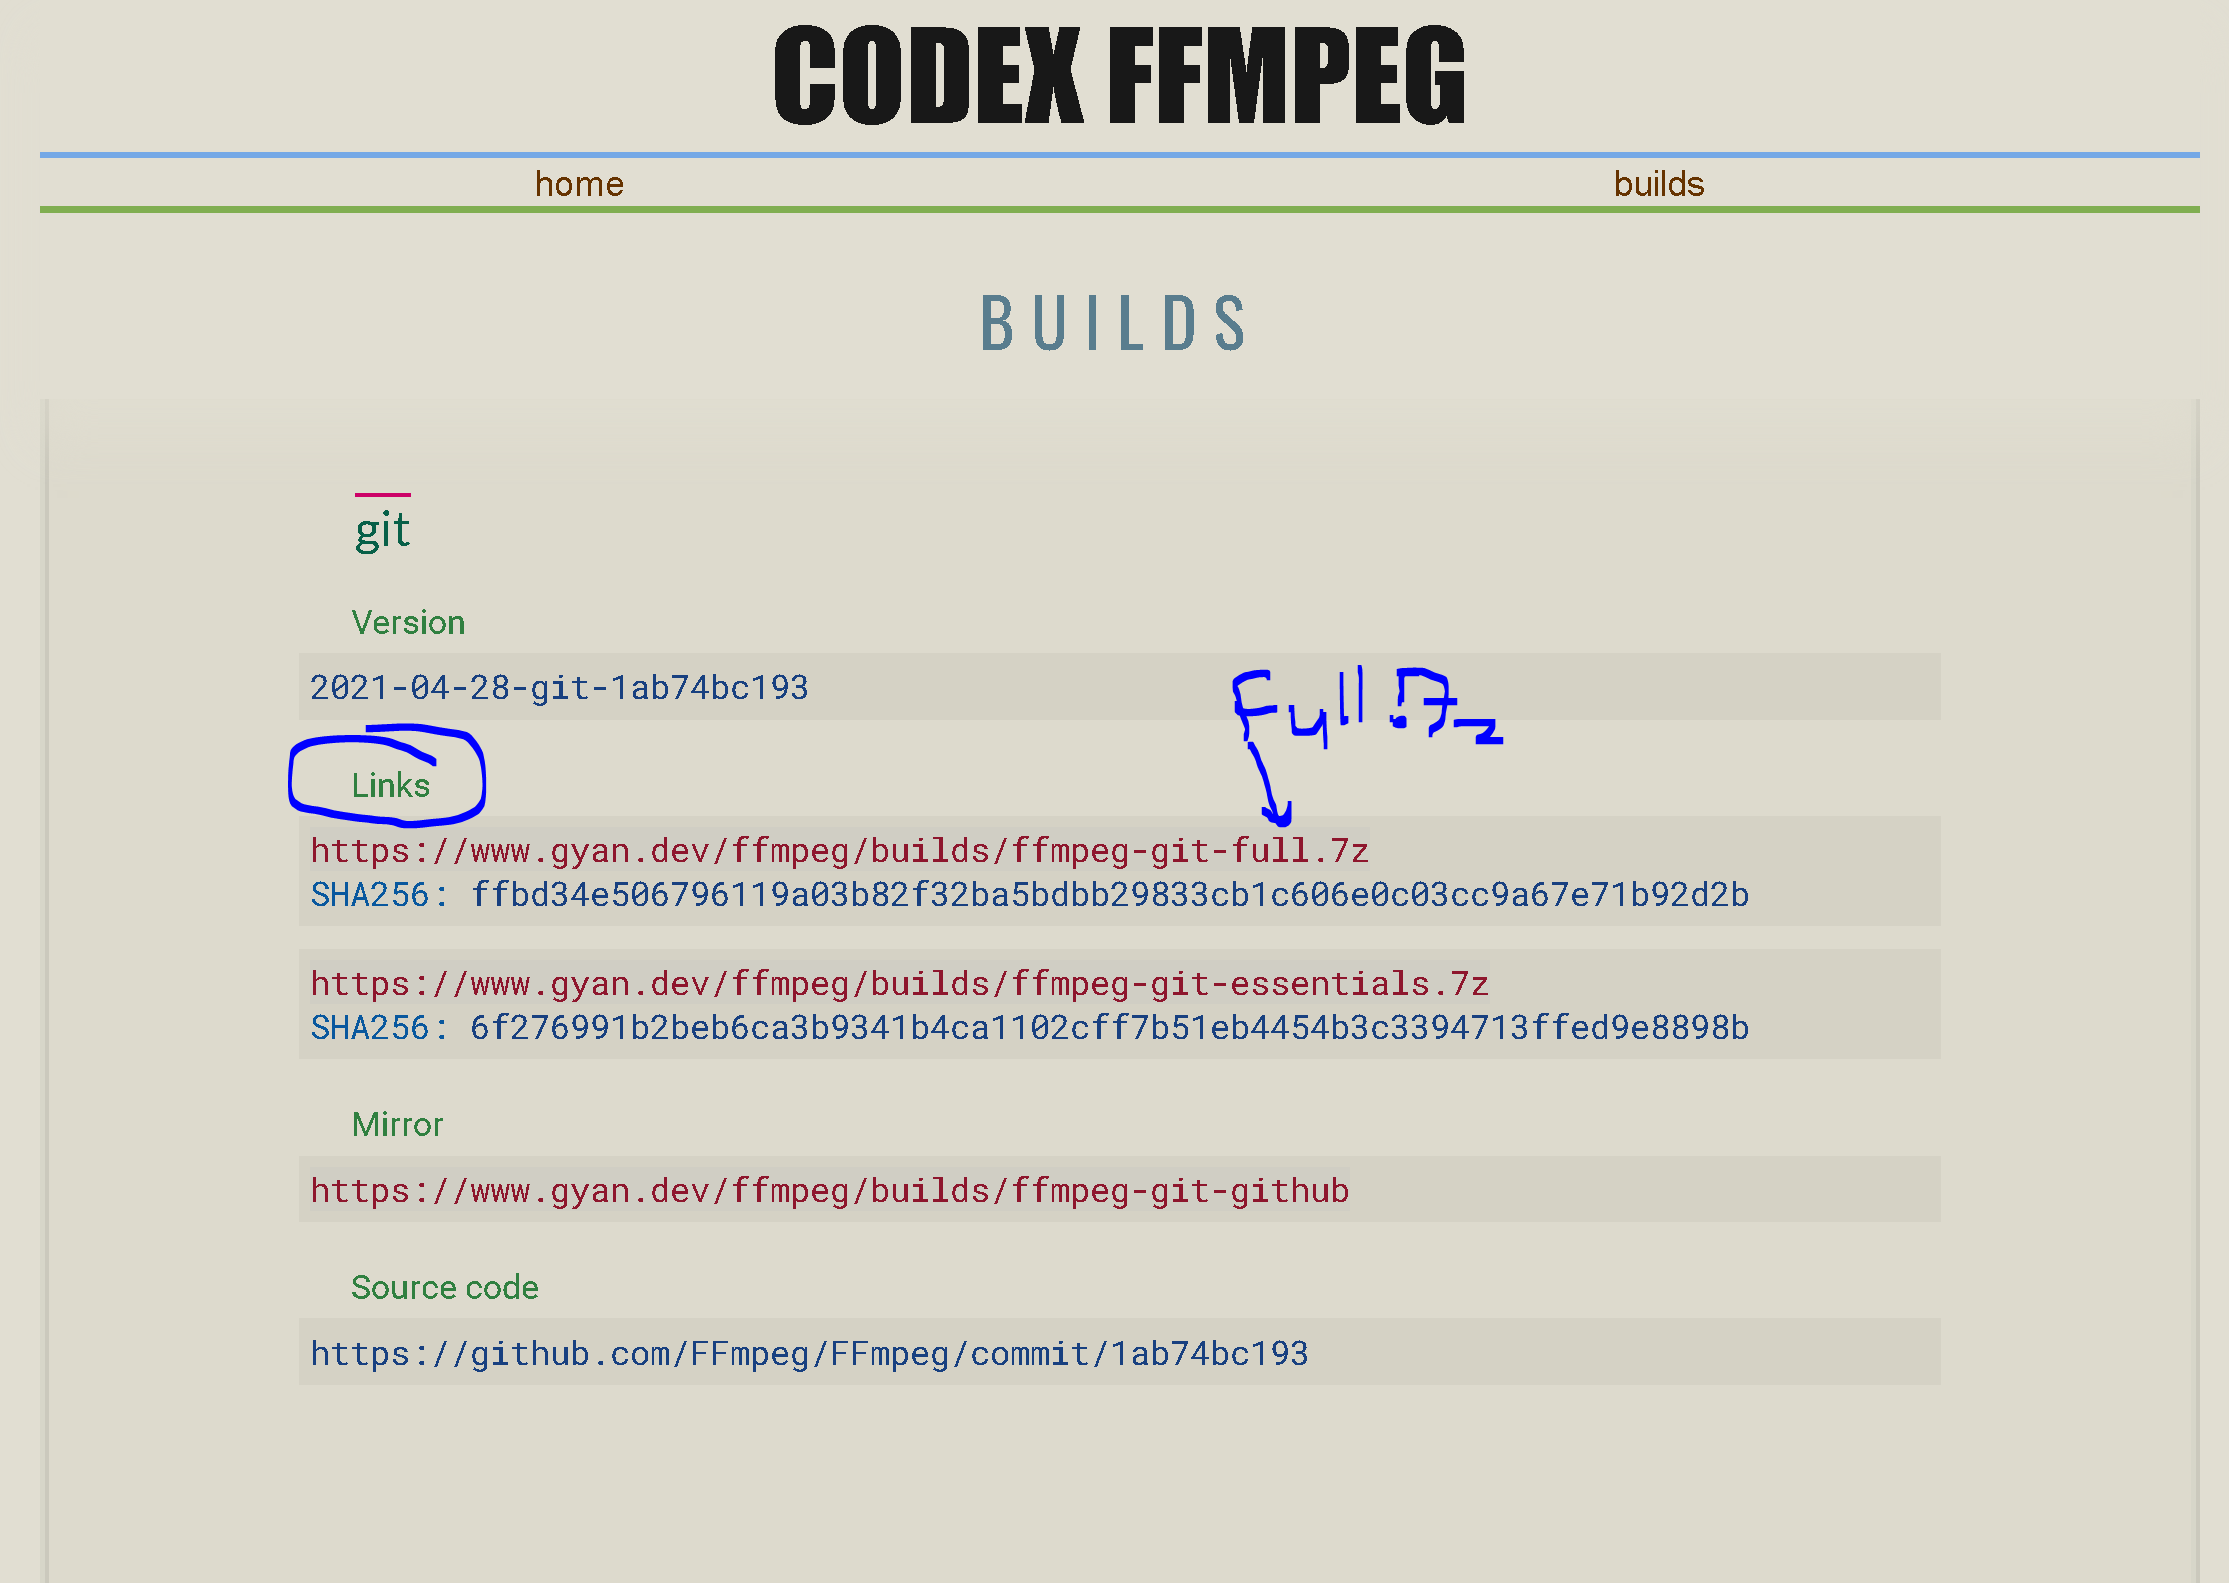 CODEX FFMPEG
home builds
BUILDS
git
Version
2021-04-28-git-1ab74bc193
Full.7z
Links
https://www.gyan.dev/ffmpeg/builds/ffmpeg-git-full.7z
SHA256: ffbd34e506796119a03b82f32ba5bdbb29833cb1c606e0c03cc9a67e71b92d2b
https://www.gyan.dev/ffmpeg/builds/ffmpeg-git-essentials.7z
SHA256: 6f276991b2beb6ca3b9341b4ca1102cff7b51eb4454b3c3394713ffed9e8898b
Mirror
https://www.gyan.dev/ffmpeg/builds/ffmpeg-git-github
Source code
https://github.com/FFmpeg/FFmpeg/commit/1ab74bc193